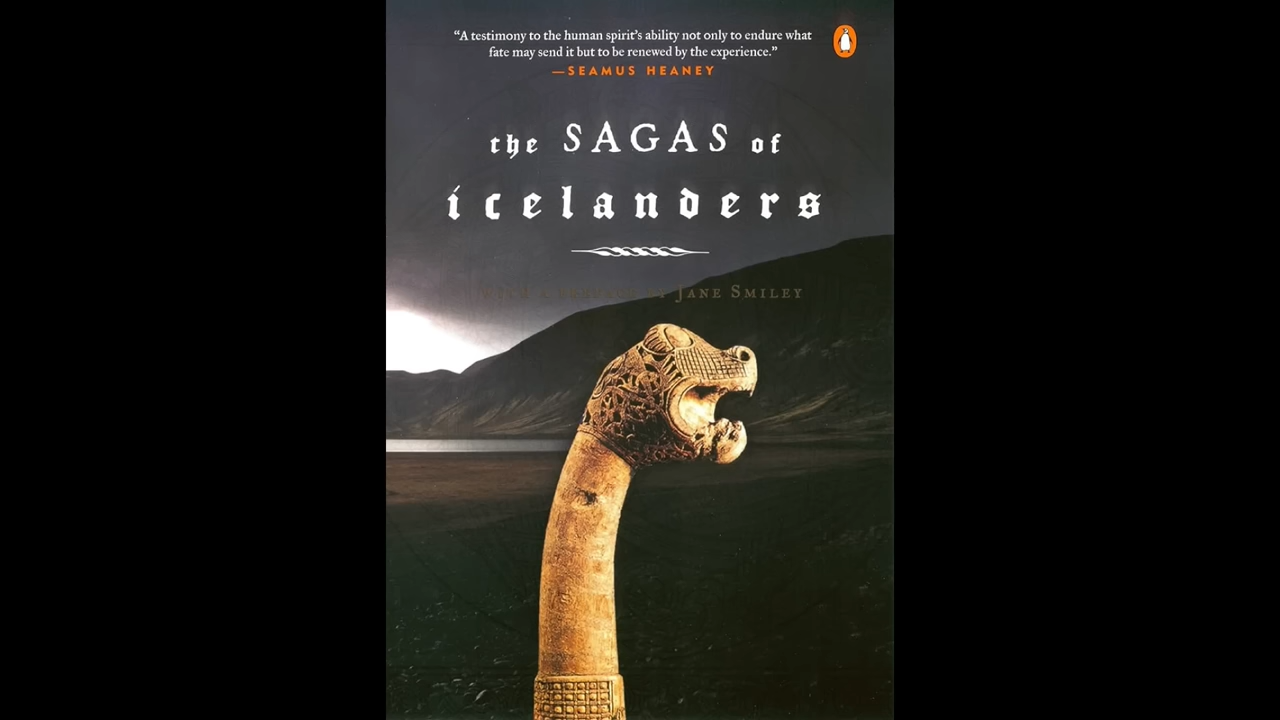 “A testimony to the human spirit’s ability not only to endure what
fate may send it but to be renewed by the experience.”
—SEAMUS HEANEY
the SAGAS of
icelanders
JANE SMILEY